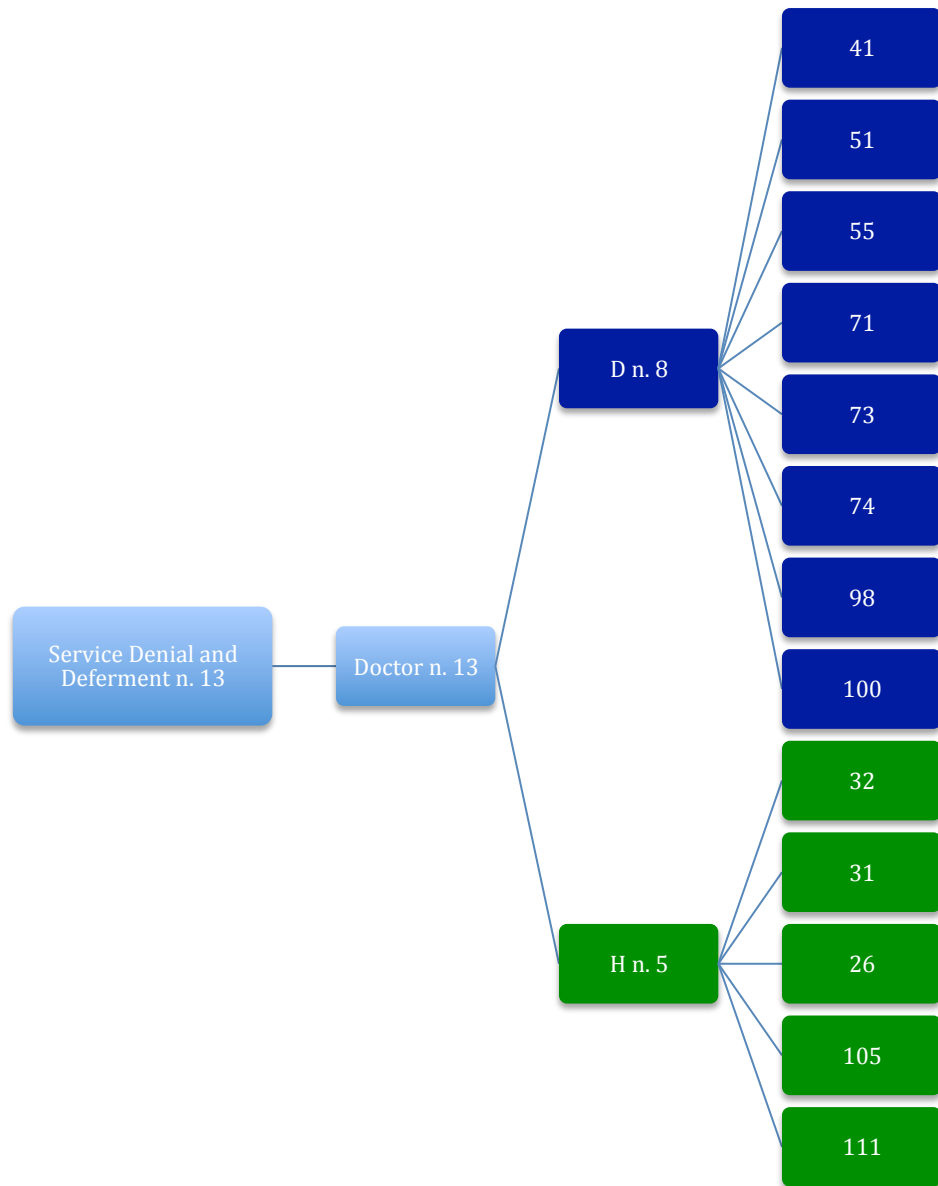 41
51
55
71
D n. 8
73
74
98
Service Denial and
Deferment n. 13
Doctor n. 13
100
32
31
H n. 5
26
105
111